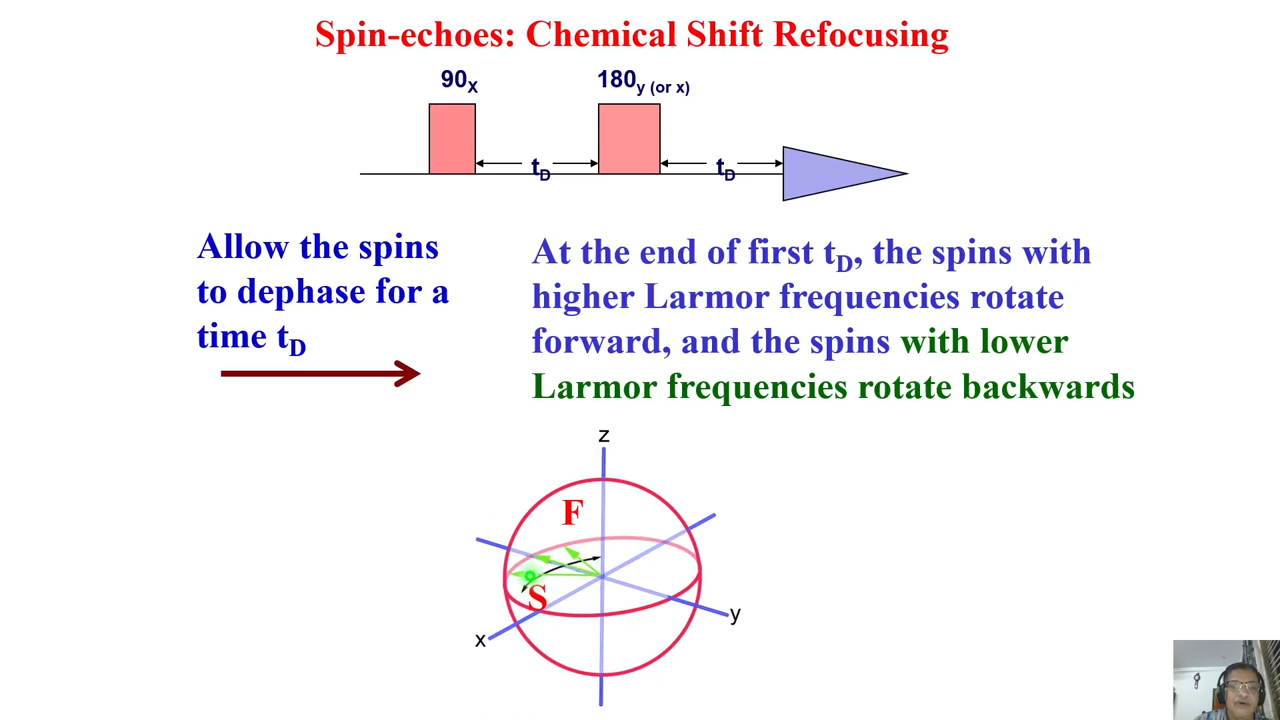 Spin-echoes: Chemical Shift Refocusing
90x
180y (or x)
tD
tD
Allow the spins
to dephase for a
time tD
At the end of first tD, the spins with
higher Larmor frequencies rotate
forward, and the spins with lower
Larmor frequencies rotate backwards
z
F
S
x
y